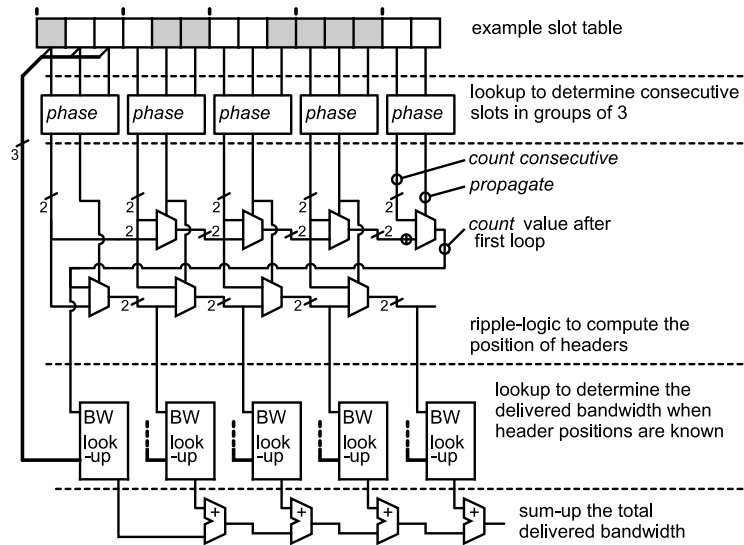 example slot table
lookup to determine consecutive
slots in groups of 3
phase phase phase phase phase
3
count consecutive
propagate
2 2 2 2 2
count value after
first loop
2 2 2 2
2 2 2 2
ripple-logic to compute the
position of headers
lookup to determine the
delivered bandwidth when
header positions are known
BW BW BW BW BW
look look look look look
-up -up -up -up -up
+ + + +
sum-up the total
delivered bandwidth